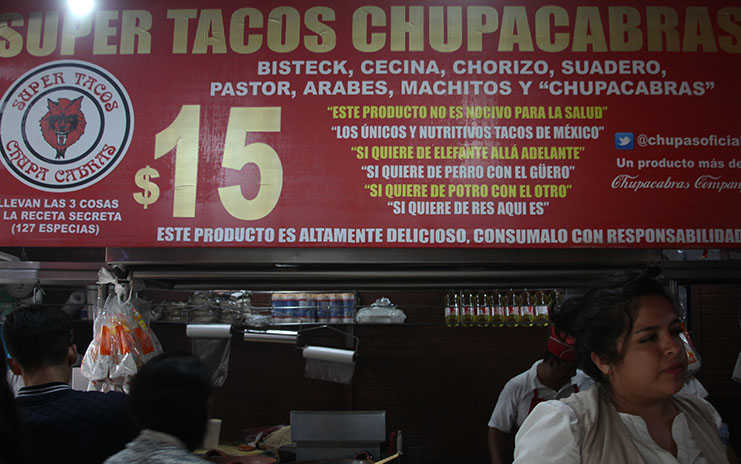 SUPER TACOS CHUPACABRAS
BISTECK, CECINA, CHORIZO, SUADERO,
PASTOR, ARABES, MACHITOS Y “CHUPACABRAS”
SUPER TACOS
CHUPA CABRAS
$15
“ESTE PRODUCTO NO ES NOCIVO PARA LA SALUD”
“LOS ÚNICOS Y NUTRITIVOS TACOS DE MÉXICO”
“SI QUIERE DE ELEFANTE ALLÁ ADELANTE”
“SI QUIERE DE PERRO CON EL GÜERO”
“SI QUIERE DE POTRO CON EL OTRO”
“SI QUIERE DE RES AQUI ES”
@chupasoficia
Un producto más de
Chupacabras Compan
LLEVAN LAS 3 COSAS
LA RECETA SECRETA
(127 ESPECIAS)
ESTE PRODUCTO ES ALTAMENTE DELICIOSO, CONSUMALO CON RESPONSABILIDAD